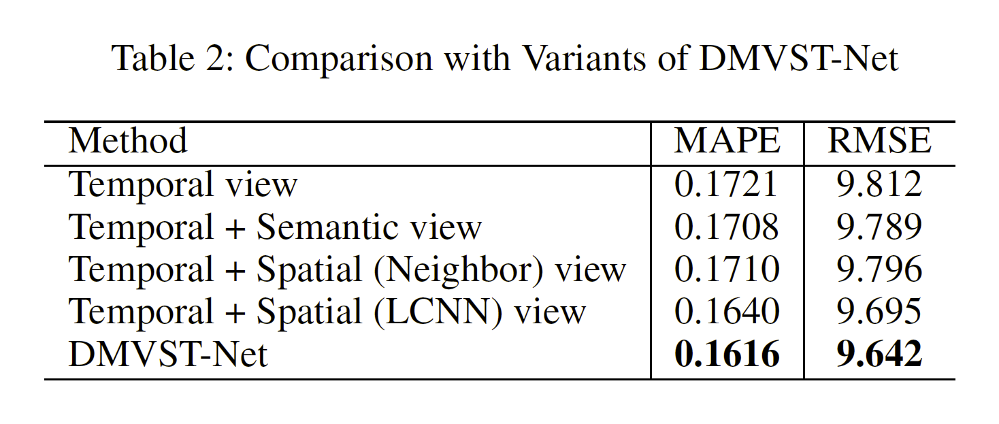 Table 2: Comparison with Variants of DMVST-Net
Method MAPE RMSE
Temporal view 0.1721 9.812
Temporal + Semantic view 0.1708 9.789
Temporal + Spatial (Neighbor) view 0.1710 9.796
Temporal + Spatial (LCNN) view 0.1640 9.695
DMVST-Net 0.1616 9.642